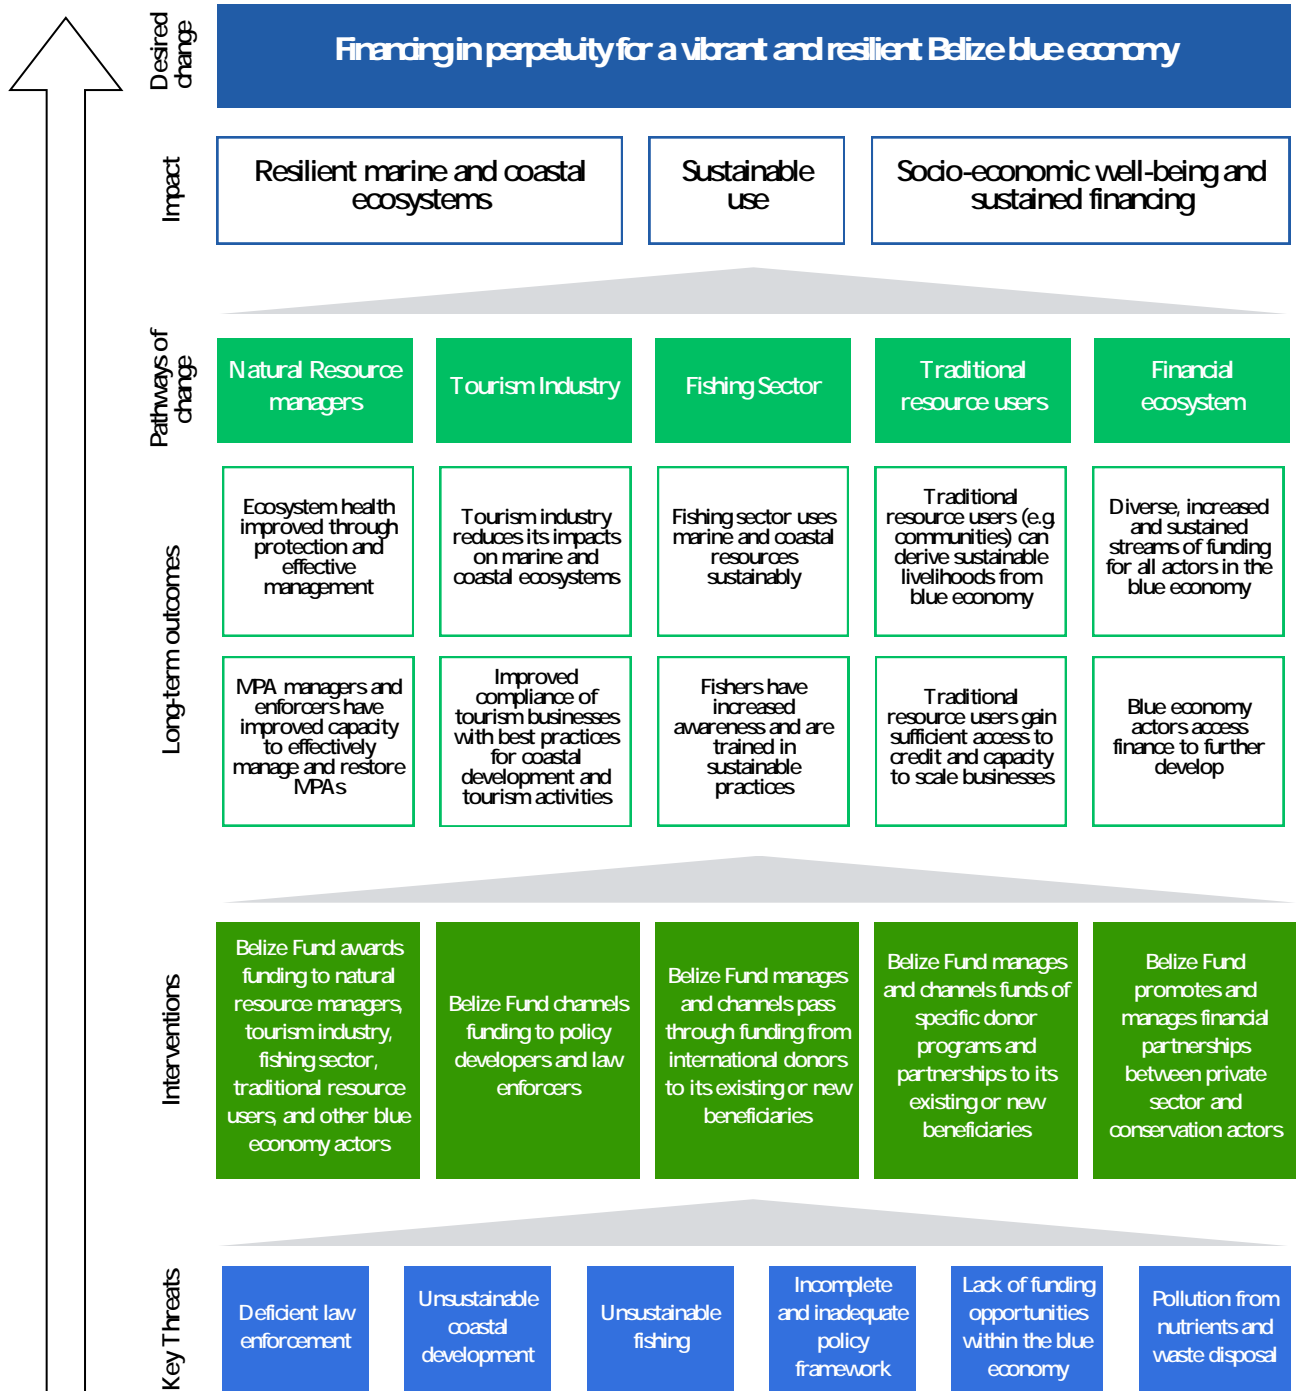 Desired
change
Financing in perpetuity for a vibrant and resilient Belize blue economy
Impact
Resilient marine and coastal
ecosystems
Sustainable
use
Socio-economic well-being and
sustained financing
Pathways of
change
Natural Resource
managers
Tourism Industry
Fishing Sector
Traditional
resource users
Financial
ecosystem
Long-term outcomes
Ecosystem health
improved through
protection and
effective
management
Tourism industry
reduces its impacts
on marine and
coastal ecosystems
Fishing sector uses
marine and coastal
resources
sustainably
Traditional
resource users (e.g.
communities) can
derive sustainable
livelihoods from
blue economy
Diverse, increased
and sustained
streams of funding
for all actors in the
blue economy
MPA managers and
enforcers have
improved capacity
to effectively
manage and restore
MPAs
Improved
compliance of
tourism businesses
with best practices
for coastal
development and
tourism activities
Fishers have
increased
awareness and are
trained in
sustainable
practices
Traditional
resource users gain
sufficient access to
credit and capacity
to scale businesses
Blue economy
actors access
finance to further
develop
Interventions
Belize Fund awards
funding to natural
resource managers,
tourism industry,
fishing sector,
traditional resource
users, and other blue
economy actors
Belize Fund channels
funding to policy
developers and law
enforcers
Belize Fund manages
and channels pass
through funding from
international donors
to its existing or new
beneficiaries
Belize Fund manages
and channels funds of
specific donor
programs and
partnerships to its
existing or new
beneficiaries
Belize Fund
promotes and
manages financial
partnerships
between private
sector and
conservation actors
Key Threats
Deficient law
enforcement
Unsustainable
coastal
development
Unsustainable
fishing
Incomplete
and inadequate
policy
framework
Lack of funding
opportunities
within the blue
economy
Pollution from
nutrients and
waste disposal